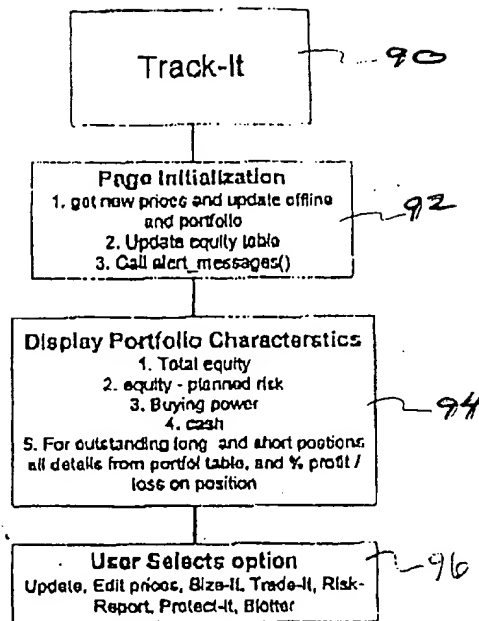 Track-It
90
Page Initialization
1. get new prices and update offline
and portfolio
2. Update equity table
3. Call alert_messages()
92
Display Portfolio Characterstics
1. Total equity
2. equity - planned risk
3. Buying power
4. cash
5. For outstanding long and short postions
all details from portfol table, and % profit /
loss on position
94
User Selects option
Update, Edit prices, Size-It, Trade-It, Risk-
Report, Protect-It, Blotter
96